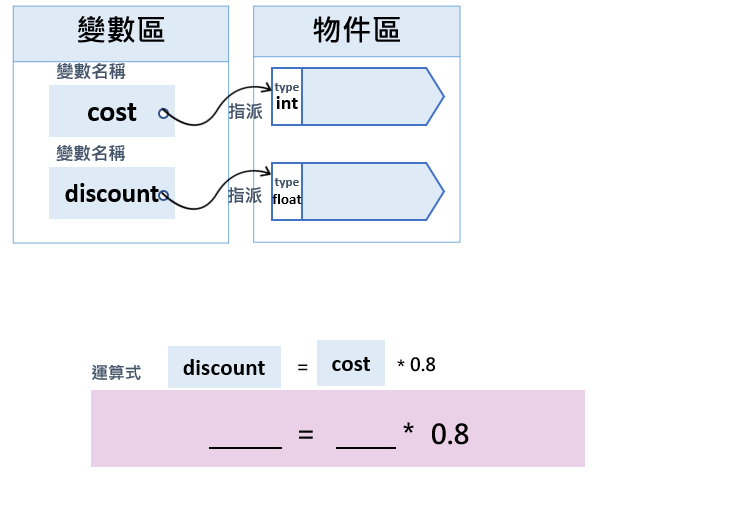 變數區
物件區
變數名稱
cost
指派
type
int
變數名稱
discount
指派
type
float
運算式 discount = cost * 0.8
____ = ____ * 0.8